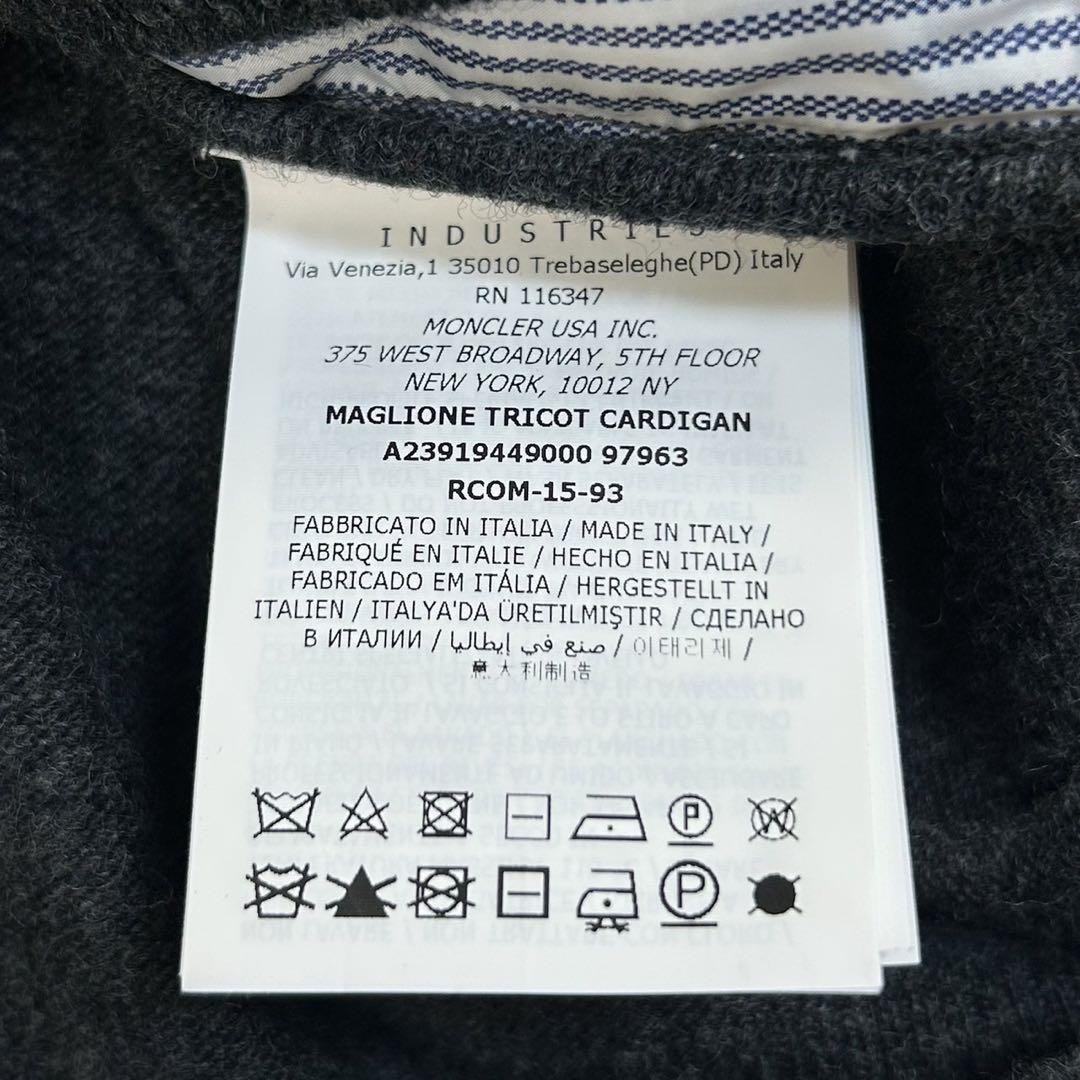 INDUSTRIES
Via Venezia,1 35010 Trebaseleghe(PD) Italy
RN 116347
MONCLER USA INC.
375 WEST BROADWAY, 5TH FLOOR
NEW YORK, 10012 NY
MAGLIONE TRICOT CARDIGAN
A23919449000 97963
RCOM-15-93
FABBRICATO IN ITALIA / MADE IN ITALY /
FABRIQUÉ EN ITALIE / HECHO EN ITALIA /
FABRICADO EM ITÁLIA / HERGESTELLT IN
ITALIEN / ITALYA'DA ÜRETILMIŞTIR / СДЕЛАНО
В ИТАЛИИ / صنع في إيطاليا / 이태리제 /
意大利制造
P W
P